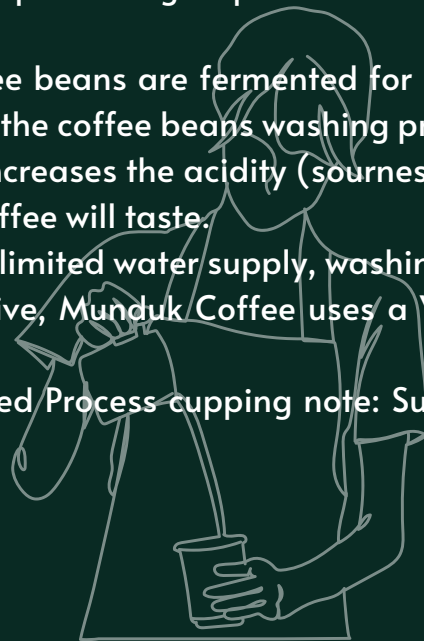 ee beans are fermented for
the coffee beans washing pr
ncreases the acidity (sournes
ffee will taste.
limited water supply, washin
ive, Munduk Coffee uses a
ed Process cupping note: Su